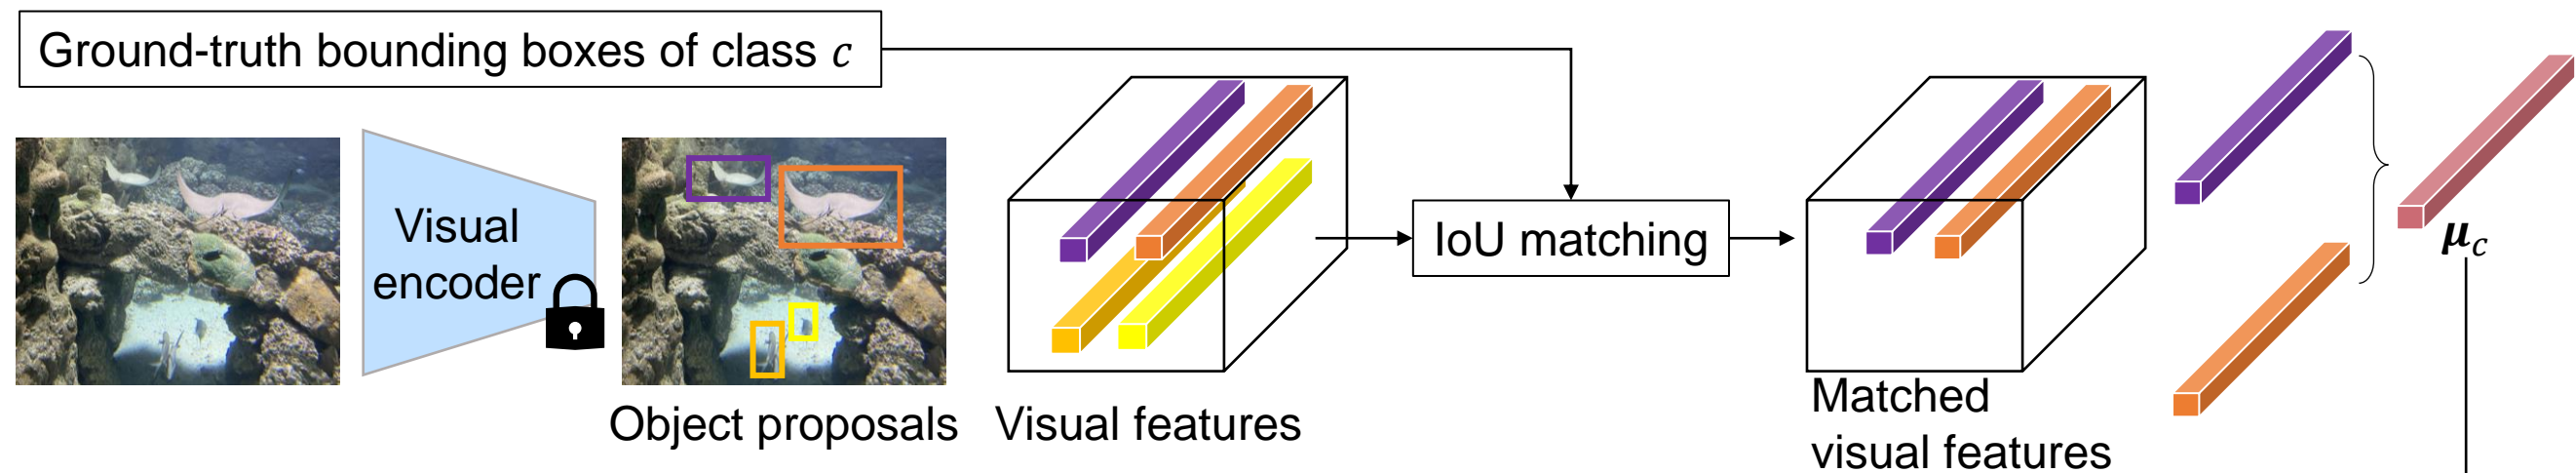 Ground-truth bounding boxes of class c
Visual
encoder
Object proposals
Visual features
IoU matching
Matched
visual features
μc